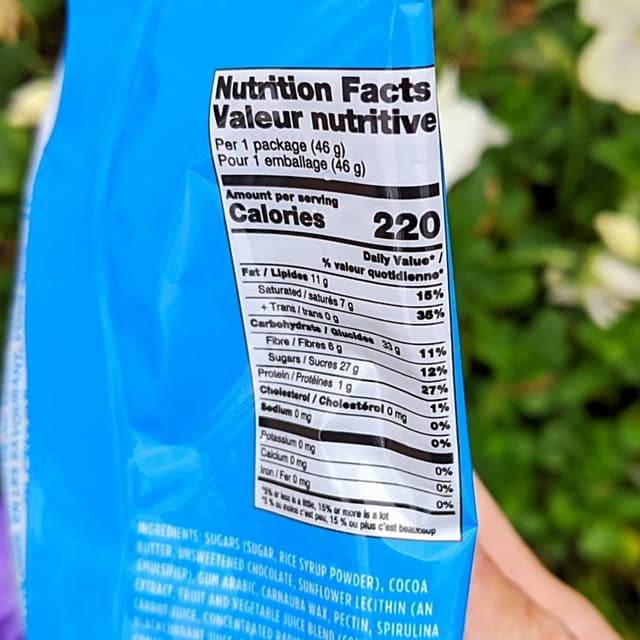 Nutrition Facts
Valeur nutritive
Per 1 package (46 g)
Pour 1 emballage (46 g)
Amount per serving
Calories 220
Daily Value* /
% valeur quotidienne*
Fat / Lipides 11 g 15%
Saturated / saturés 7 g
+ Trans / trans 0 g 35%
Carbohydrate / Glucides 33 g 11%
Fibre / Fibres 6 g 12%
Sugars / Sucres 27 g 27%
Protein / Protéines 1 g 1%
Cholesterol / Cholestérol 0 mg 0%
Sodium 0 mg 0%
Potassium 0 mg 0%
Calcium 0 mg 0%
Iron / Fer 0 mg 0%
*5% or less is a little, 15% or more is a lot
*5 % ou moins c'est peu, 15 % ou plus c'est beaucoup
INGREDIENTS: SUGARS (SUGAR, RICE SYRUP POWDER), COCOA
BUTTER, UNSWEETENED CHOCOLATE, SUNFLOWER LECITHIN (AN
EMULSIFIER), GUM ARABIC, CARNAUBA WAX, PECTIN, SPIRULINA
EXTRACT, FRUIT AND VEGETABLE JUICE BLEND
CARROT JUICE, CONCENTRATED
BLACKCURRANT JUICE